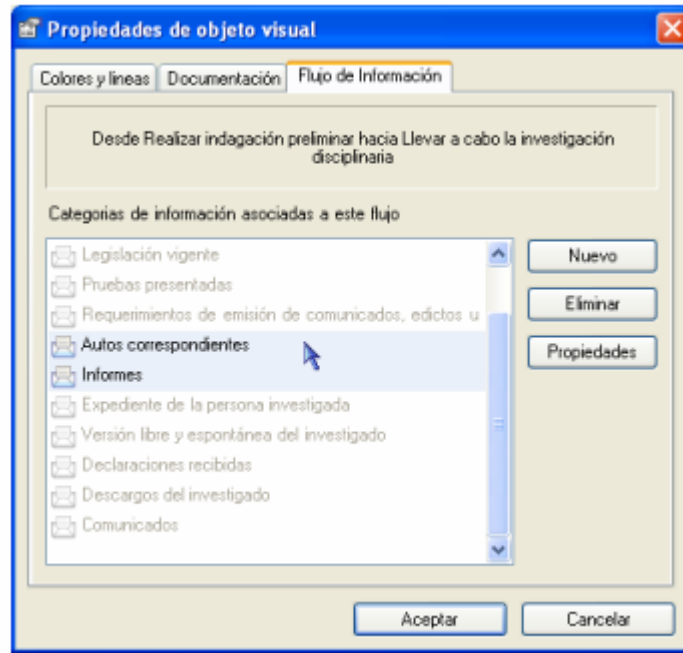 Propiedades de objeto visual
Colores y lineas
Documentación
Flujo de Información
Desde Realizar indagación preliminar hacia Llevar a cabo la investigación
disciplinaria
Categorias de información asociadas a este flujo
Legislación vigente
Pruebas presentadas
Requerimientos de emisión de comunicados, edictos u
Autos correspondientes
Informes
Expediente de la persona investigada
Versión libre y espontánea del investigado
Declaraciones recibidas
Descargos del investigado
Comunicados
Nuevo
Eliminar
Propiedades
Aceptar
Cancelar